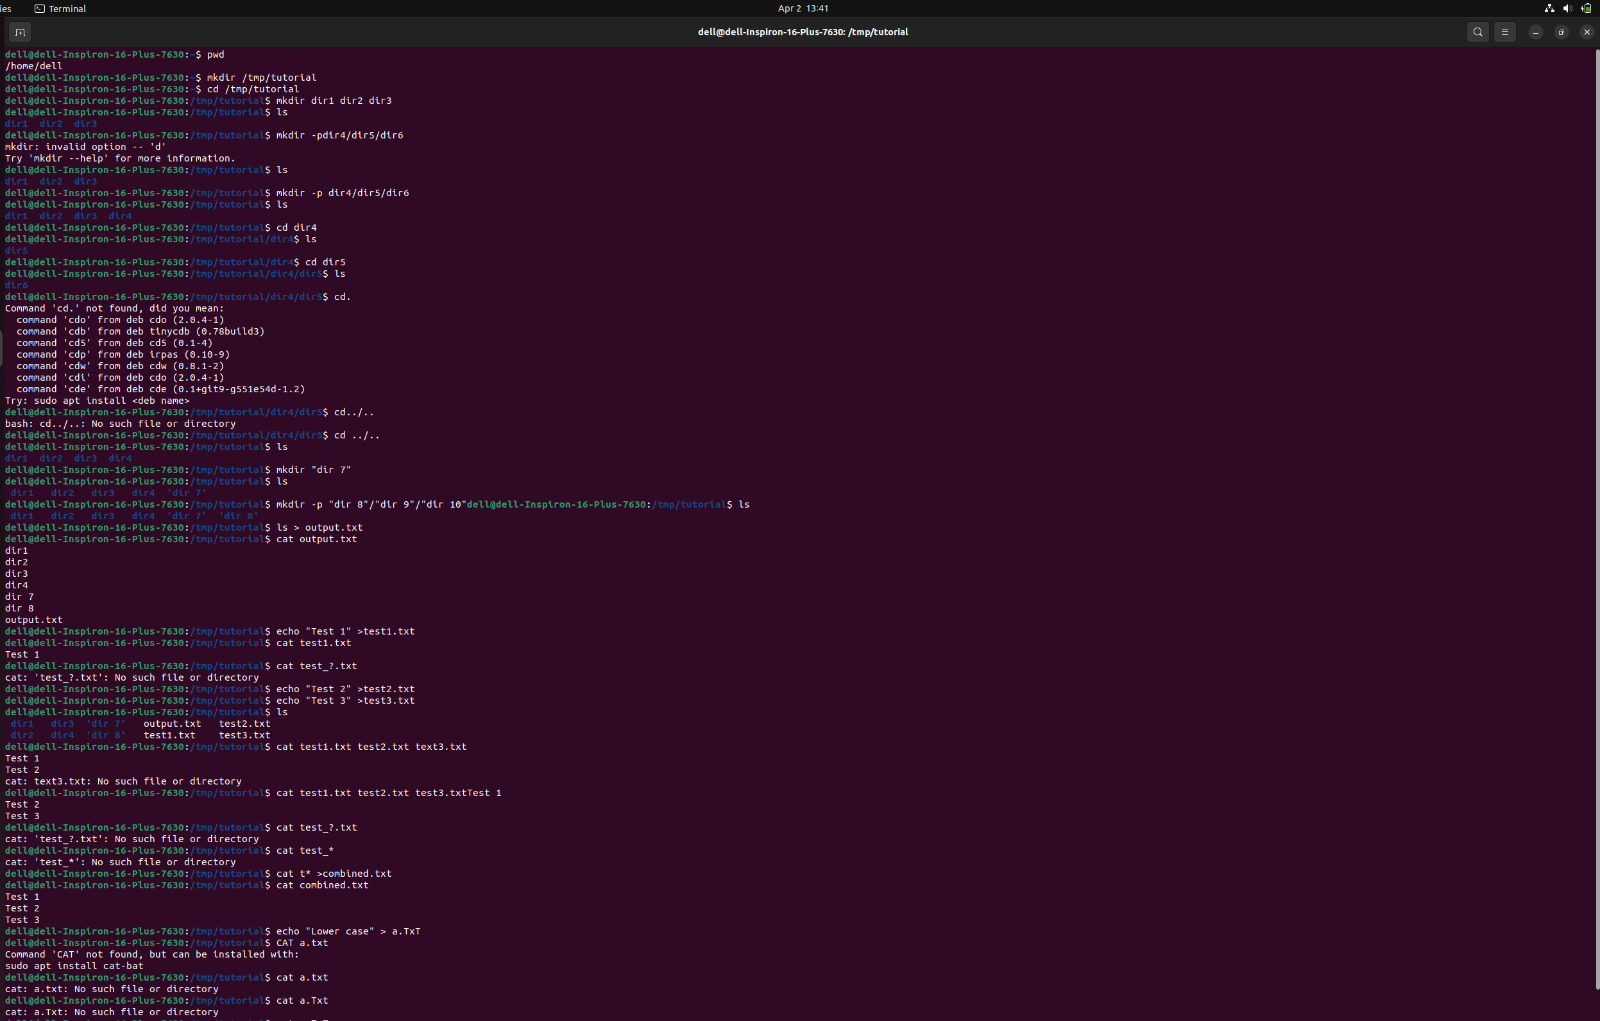 ies Terminal Apr 2 13:41
dell@dell-Inspiron-16-Plus-7630: /tmp/tutorial
dell@dell-Inspiron-16-Plus-7630:~$ pwd
/home/dell
dell@dell-Inspiron-16-Plus-7630:~$ mkdir /tmp/tutorial
dell@dell-Inspiron-16-Plus-7630:~$ cd /tmp/tutorial
dell@dell-Inspiron-16-Plus-7630:/tmp/tutorial$ mkdir dir1 dir2 dir3
dell@dell-Inspiron-16-Plus-7630:/tmp/tutorial$ ls
dir1  dir2  dir3
dell@dell-Inspiron-16-Plus-7630:/tmp/tutorial$ mkdir -pdir4/dir5/dir6
mkdir: invalid option -- 'd'
Try 'mkdir --help' for more information.
dell@dell-Inspiron-16-Plus-7630:/tmp/tutorial$ ls
dir1  dir2  dir3
dell@dell-Inspiron-16-Plus-7630:/tmp/tutorial$ mkdir -p dir4/dir5/dir6
dell@dell-Inspiron-16-Plus-7630:/tmp/tutorial$ ls
dir1  dir2  dir3  dir4
dell@dell-Inspiron-16-Plus-7630:/tmp/tutorial$ cd dir4
dell@dell-Inspiron-16-Plus-7630:/tmp/tutorial/dir4$ ls
dir5
dell@dell-Inspiron-16-Plus-7630:/tmp/tutorial/dir4$ cd dir5
dell@dell-Inspiron-16-Plus-7630:/tmp/tutorial/dir4/dir5$ ls
dir6
dell@dell-Inspiron-16-Plus-7630:/tmp/tutorial/dir4/dir5$ cd.
Command 'cd.' not found, did you mean:
  command 'cdo' from deb cdo (2.0.4-1)
  command 'cdb' from deb tinycdb (0.78build3)
  command 'cd5' from deb cd5 (0.1-4)
  command 'cdp' from deb irpas (0.10-9)
  command 'cdw' from deb cdw (0.8.1-2)
  command 'cdi' from deb cdo (2.0.4-1)
  command 'cde' from deb cde (0.1+git9-g551e54d-1.2)
Try: sudo apt install <deb name>
dell@dell-Inspiron-16-Plus-7630:/tmp/tutorial/dir4/dir5$ cd../..
bash: cd../..: No such file or directory
dell@dell-Inspiron-16-Plus-7630:/tmp/tutorial/dir4/dir5$ cd ../..
dell@dell-Inspiron-16-Plus-7630:/tmp/tutorial$ ls
dir1  dir2  dir3  dir4
dell@dell-Inspiron-16-Plus-7630:/tmp/tutorial$ mkdir "dir 7"
dell@dell-Inspiron-16-Plus-7630:/tmp/tutorial$ ls
 dir1   dir2   dir3   dir4  'dir 7'
dell@dell-Inspiron-16-Plus-7630:/tmp/tutorial$ mkdir -p "dir 8"/"dir 9"/"dir 10"dell@dell-Inspiron-16-Plus-7630:/tmp/tutorial$ ls
 dir1   dir2   dir3   dir4  'dir 7'  'dir 8'
dell@dell-Inspiron-16-Plus-7630:/tmp/tutorial$ ls > output.txt
dell@dell-Inspiron-16-Plus-7630:/tmp/tutorial$ cat output.txt
dir1
dir2
dir3
dir4
dir 7
dir 8
output.txt
dell@dell-Inspiron-16-Plus-7630:/tmp/tutorial$ echo "Test 1" >test1.txt
dell@dell-Inspiron-16-Plus-7630:/tmp/tutorial$ cat test1.txt
Test 1
dell@dell-Inspiron-16-Plus-7630:/tmp/tutorial$ cat test_?.txt
cat: 'test_?.txt': No such file or directory
dell@dell-Inspiron-16-Plus-7630:/tmp/tutorial$ echo "Test 2" >test2.txt
dell@dell-Inspiron-16-Plus-7630:/tmp/tutorial$ echo "Test 3" >test3.txt
dell@dell-Inspiron-16-Plus-7630:/tmp/tutorial$ ls
 dir1   dir3  'dir 7'   output.txt   test2.txt
 dir2   dir4  'dir 8'   test1.txt    test3.txt
dell@dell-Inspiron-16-Plus-7630:/tmp/tutorial$ cat test1.txt test2.txt text3.txt
Test 1
Test 2
cat: text3.txt: No such file or directory
dell@dell-Inspiron-16-Plus-7630:/tmp/tutorial$ cat test1.txt test2.txt test3.txtTest 1
Test 2
Test 3
dell@dell-Inspiron-16-Plus-7630:/tmp/tutorial$ cat test_?.txt
cat: 'test_?.txt': No such file or directory
dell@dell-Inspiron-16-Plus-7630:/tmp/tutorial$ cat test_*
cat: 'test_*': No such file or directory
dell@dell-Inspiron-16-Plus-7630:/tmp/tutorial$ cat t* >combined.txt
dell@dell-Inspiron-16-Plus-7630:/tmp/tutorial$ cat combined.txt
Test 1
Test 2
Test 3
dell@dell-Inspiron-16-Plus-7630:/tmp/tutorial$ echo "Lower case" > a.TxT
dell@dell-Inspiron-16-Plus-7630:/tmp/tutorial$ CAT a.txt
Command 'CAT' not found, but can be installed with:
sudo apt install cat-bat
dell@dell-Inspiron-16-Plus-7630:/tmp/tutorial$ cat a.txt
cat: a.txt: No such file or directory
dell@dell-Inspiron-16-Plus-7630:/tmp/tutorial$ cat a.Txt
cat: a.Txt: No such file or directory